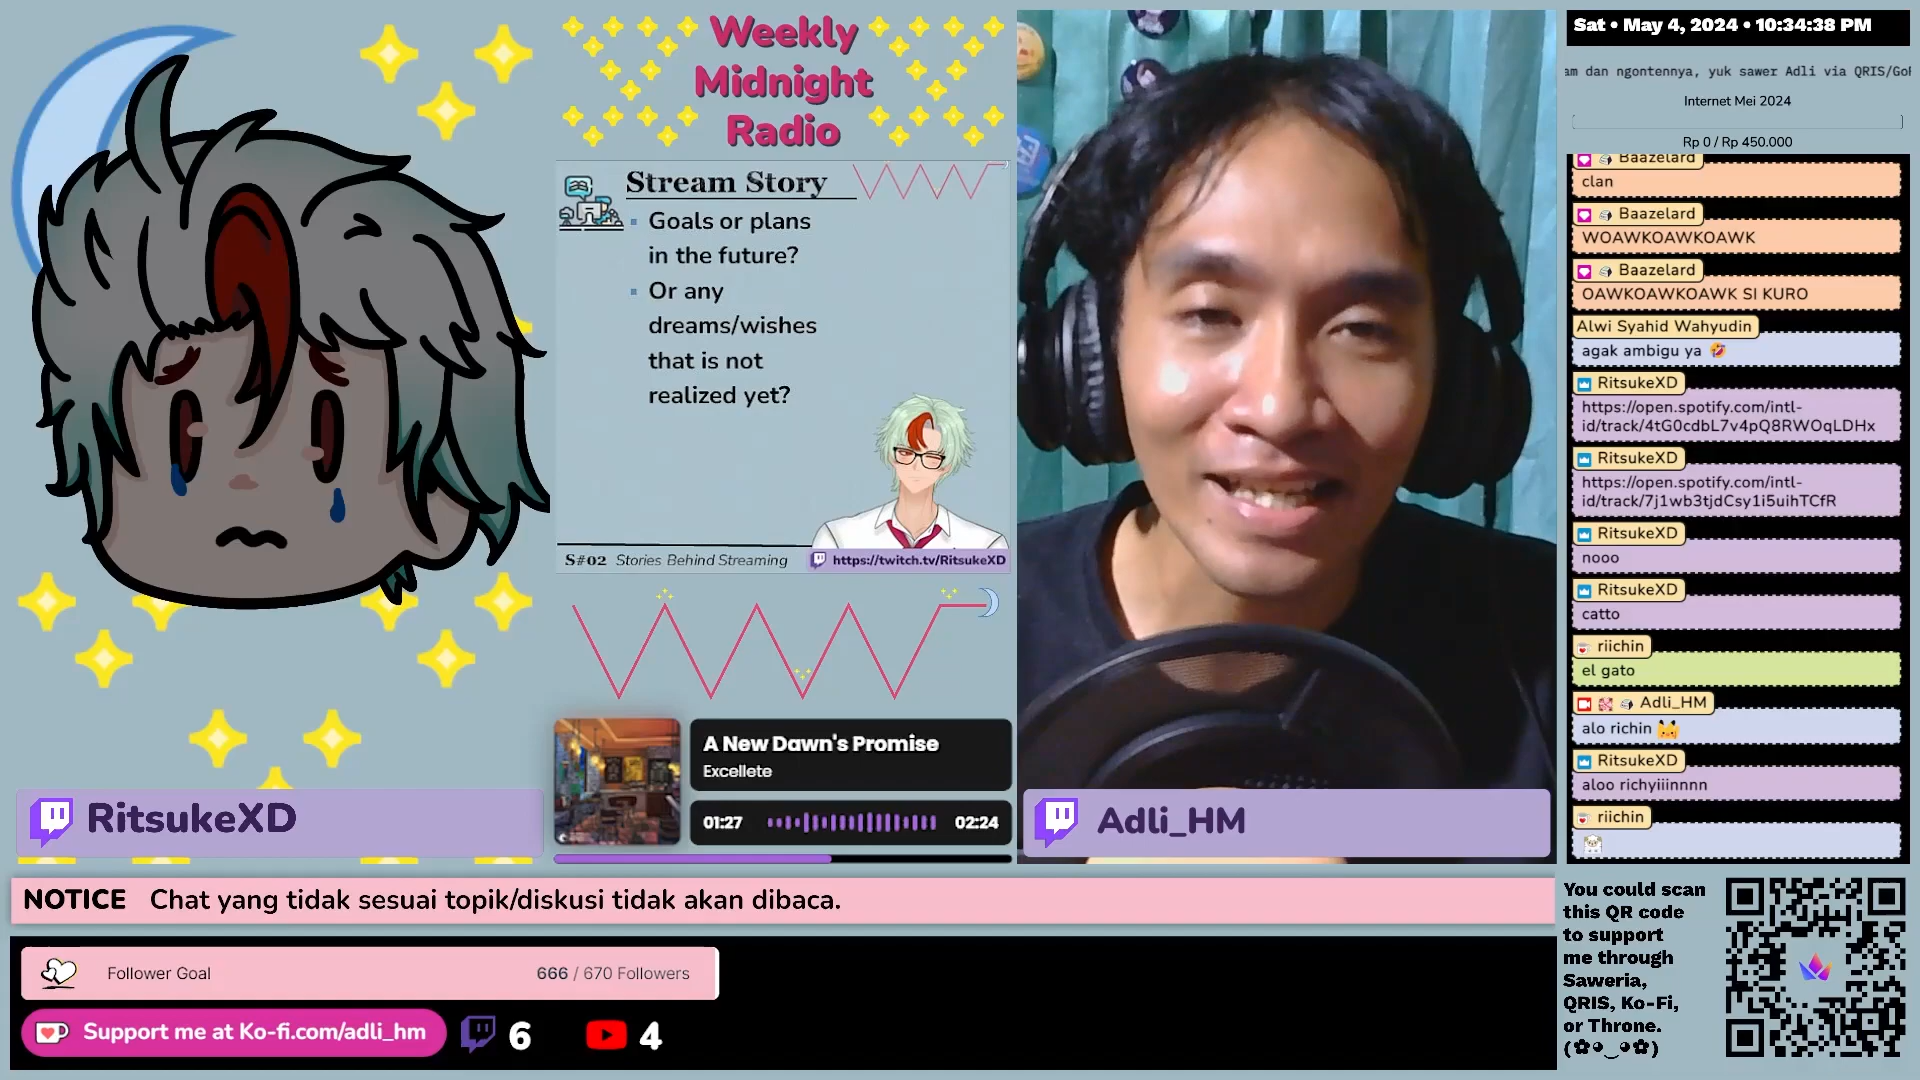 Weekly
Midnight
Radio
Stream Story
Goals or plans
in the future?
Or any
dreams/wishes
that is not
realized yet?
S#02 Stories Behind Streaming
https://twitch.tv/RitsukeXD
A New Dawn's Promise
Excellete
01:27
02:24
RitsukeXD
Adli_HM
Sat • May 4, 2024 • 10:34:38 PM
am dan ngontennya, yuk sawer Adli via QRIS/GoP
Internet Mei 2024
Rp 0 / Rp 450.000
Baazelard
clan
Baazelard
WOAWKOAWKOAWK
Baazelard
OAWKOAWKOAWK SI KURO
Alwi Syahid Wahyudin
agak ambigu ya 🤣
RitsukeXD
https://open.spotify.com/intl-
id/track/4tG0cdbL7v4pQ8RWOqLDHx
RitsukeXD
https://open.spotify.com/intl-
id/track/7j1wb3tjdCsy1i5uihTCfR
RitsukeXD
nooo
RitsukeXD
catto
riichin
el gato
Adli_HM
alo richin
RitsukeXD
aloo richyiiinnnn
riichin
NOTICE Chat yang tidak sesuai topik/diskusi tidak akan dibaca.
Follower Goal
666 / 670 Followers
Support me at Ko-fi.com/adli_hm
6
4
You could scan
this QR code
to support
me through
Saweria,
QRIS, Ko-Fi,
or Throne.
(✿◕‿◕✿)